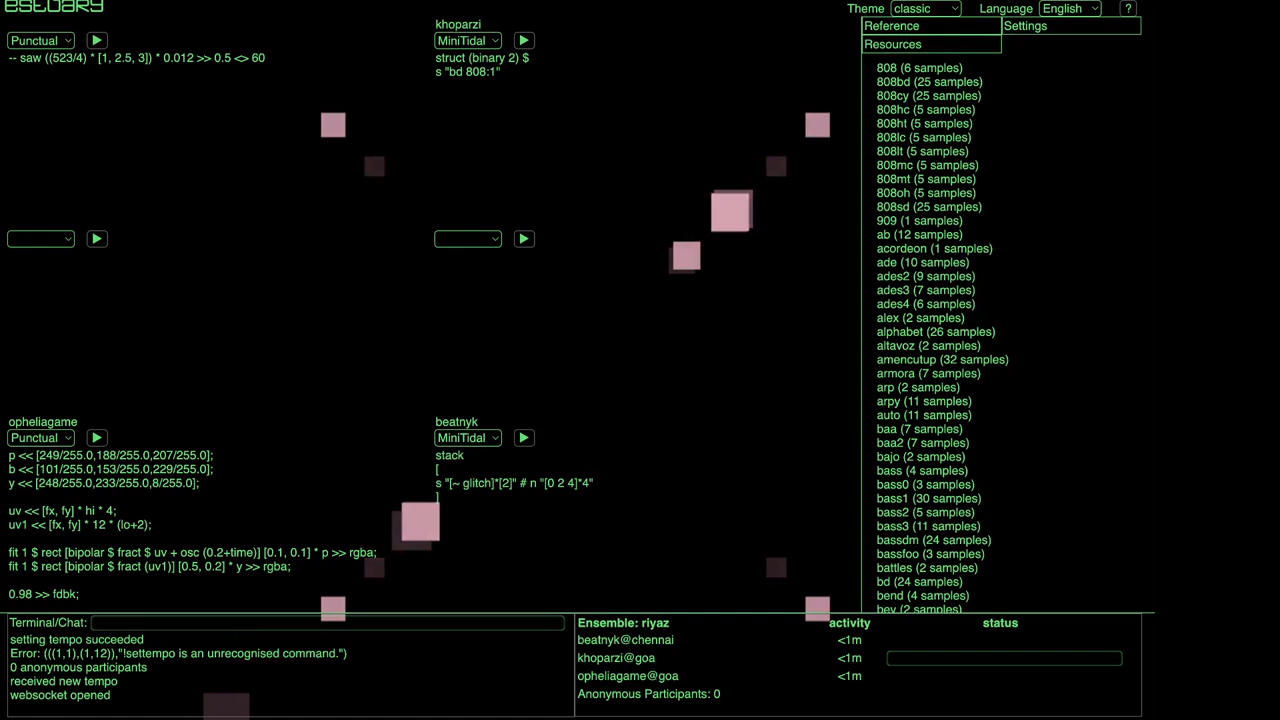 estuary
Theme classic Language English ?
Punctual
-- saw ((523/4) * [1, 2.5, 3]) * 0.012 >> 0.5 <> 60
khoparzi
MiniTidal
struct (binary 2) $
s "bd 808:1"
opheliagame
Punctual
p << [249/255.0,188/255.0,207/255.0];
b << [101/255.0,153/255.0,229/255.0];
y << [248/255.0,233/255.0,8/255.0];
uv << [fx, fy] * hi * 4;
uv1 << [fx, fy] * 12 * (lo+2);
fit 1 $ rect [bipolar $ fract $ uv + osc (0.2+time)] [0.1, 0.1] * p >> rgba;
fit 1 $ rect [bipolar $ fract (uv1)] [0.5, 0.2] * y >> rgba;
0.98 >> fdbk;
beatnyk
MiniTidal
stack
[
s "[~ glitch]*[2]" # n "[0 2 4]*4"
]
Reference Settings
Resources
808 (6 samples)
808bd (25 samples)
808cy (25 samples)
808hc (5 samples)
808ht (5 samples)
808lc (5 samples)
808lt (5 samples)
808mc (5 samples)
808mt (5 samples)
808oh (5 samples)
808sd (25 samples)
909 (1 samples)
ab (12 samples)
acordeon (1 samples)
ade (10 samples)
ades2 (9 samples)
ades3 (7 samples)
ades4 (6 samples)
alex (2 samples)
alphabet (26 samples)
altavoz (2 samples)
amencutup (32 samples)
armora (7 samples)
arp (2 samples)
arpy (11 samples)
auto (11 samples)
baa (7 samples)
baa2 (7 samples)
bajo (2 samples)
bass (4 samples)
bass0 (3 samples)
bass1 (30 samples)
bass2 (5 samples)
bass3 (11 samples)
bassdm (24 samples)
bassfoo (3 samples)
battles (2 samples)
bd (24 samples)
bend (4 samples)
bev (2 samples)
Terminal/Chat:
setting tempo succeeded
Error: (((1,1),(1,12)),"!settempo is an unrecognised command.")
0 anonymous participants
received new tempo
websocket opened
Ensemble: riyaz activity status
beatnyk@chennai <1m
khoparzi@goa <1m
opheliagame@goa <1m
Anonymous Participants: 0